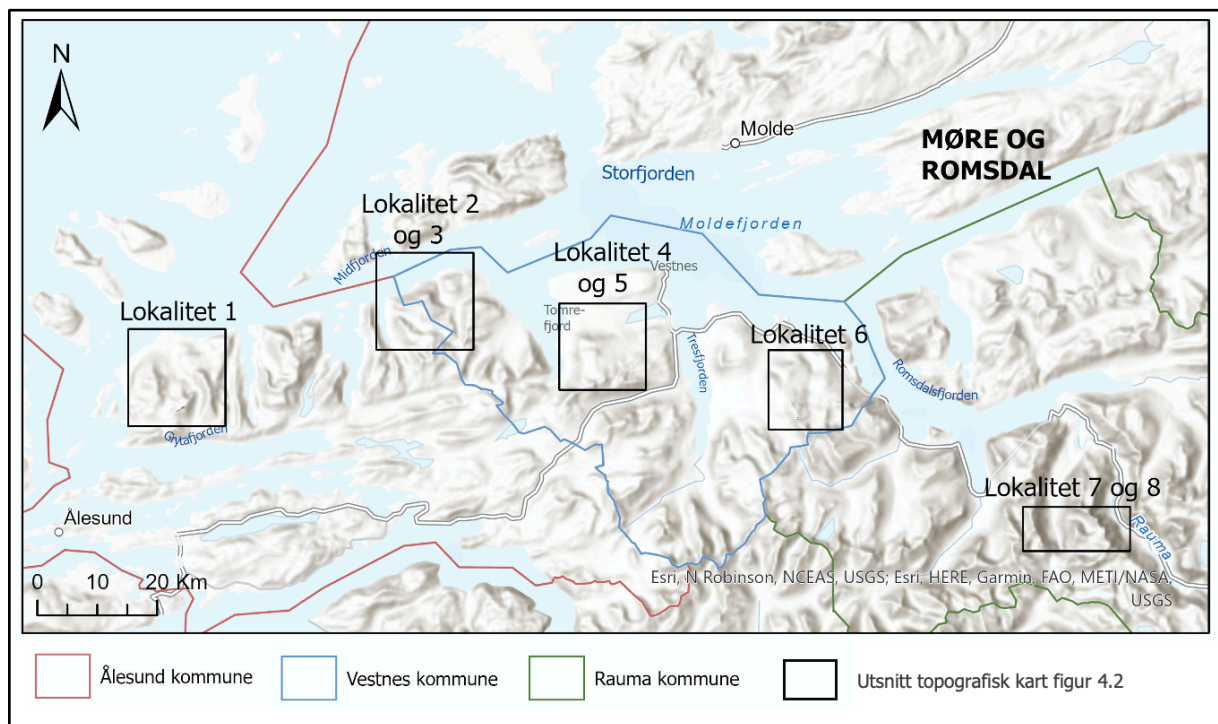 N
Molde
MØRE OG
ROMSDAL
Storfjorden
Lokalitet 2
og 3
Moldefjorden
Midfjorden
Lokalitet 4
og 5
Vestnes
Lokalitet 1
Tomre-
fjord
Lokalitet 6
Tresfjorden
Romsdalsfjorden
Lokalitet 7 og 8
Ålesund
Rauma
0 10 20 Km
Esri, N Robinson, NCEAS, USGS; Esri, HERE, Garmin, FAO, METI/NASA,
USGS
Ålesund kommune
Vestnes kommune
Rauma kommune
Utsnitt topografisk kart figur 4.2